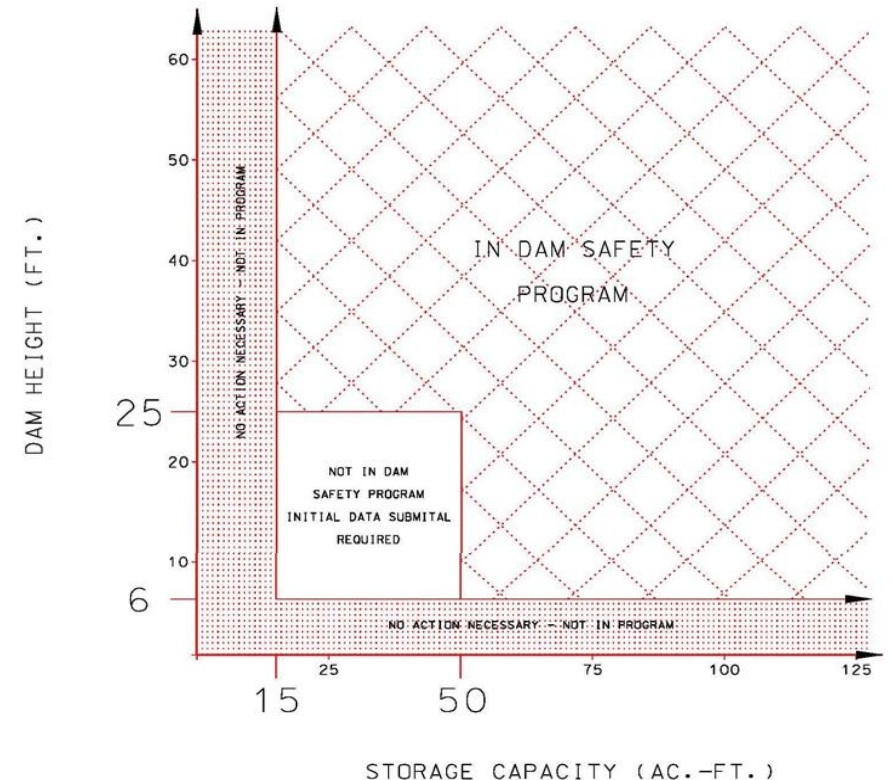 60
50
40
30
25
20
10
6
DAM HEIGHT (FT.)
NO ACTION NECESSARY - NOT IN PROGRAM
IN DAM SAFETY
PROGRAM
NOT IN DAM
SAFETY PROGRAM
INITIAL DATA SUBMITAL
REQUIRED
NO ACTION NECESSARY - NOT IN PROGRAM
25
75
100
125
15
50
STORAGE CAPACITY (AC.-FT.)